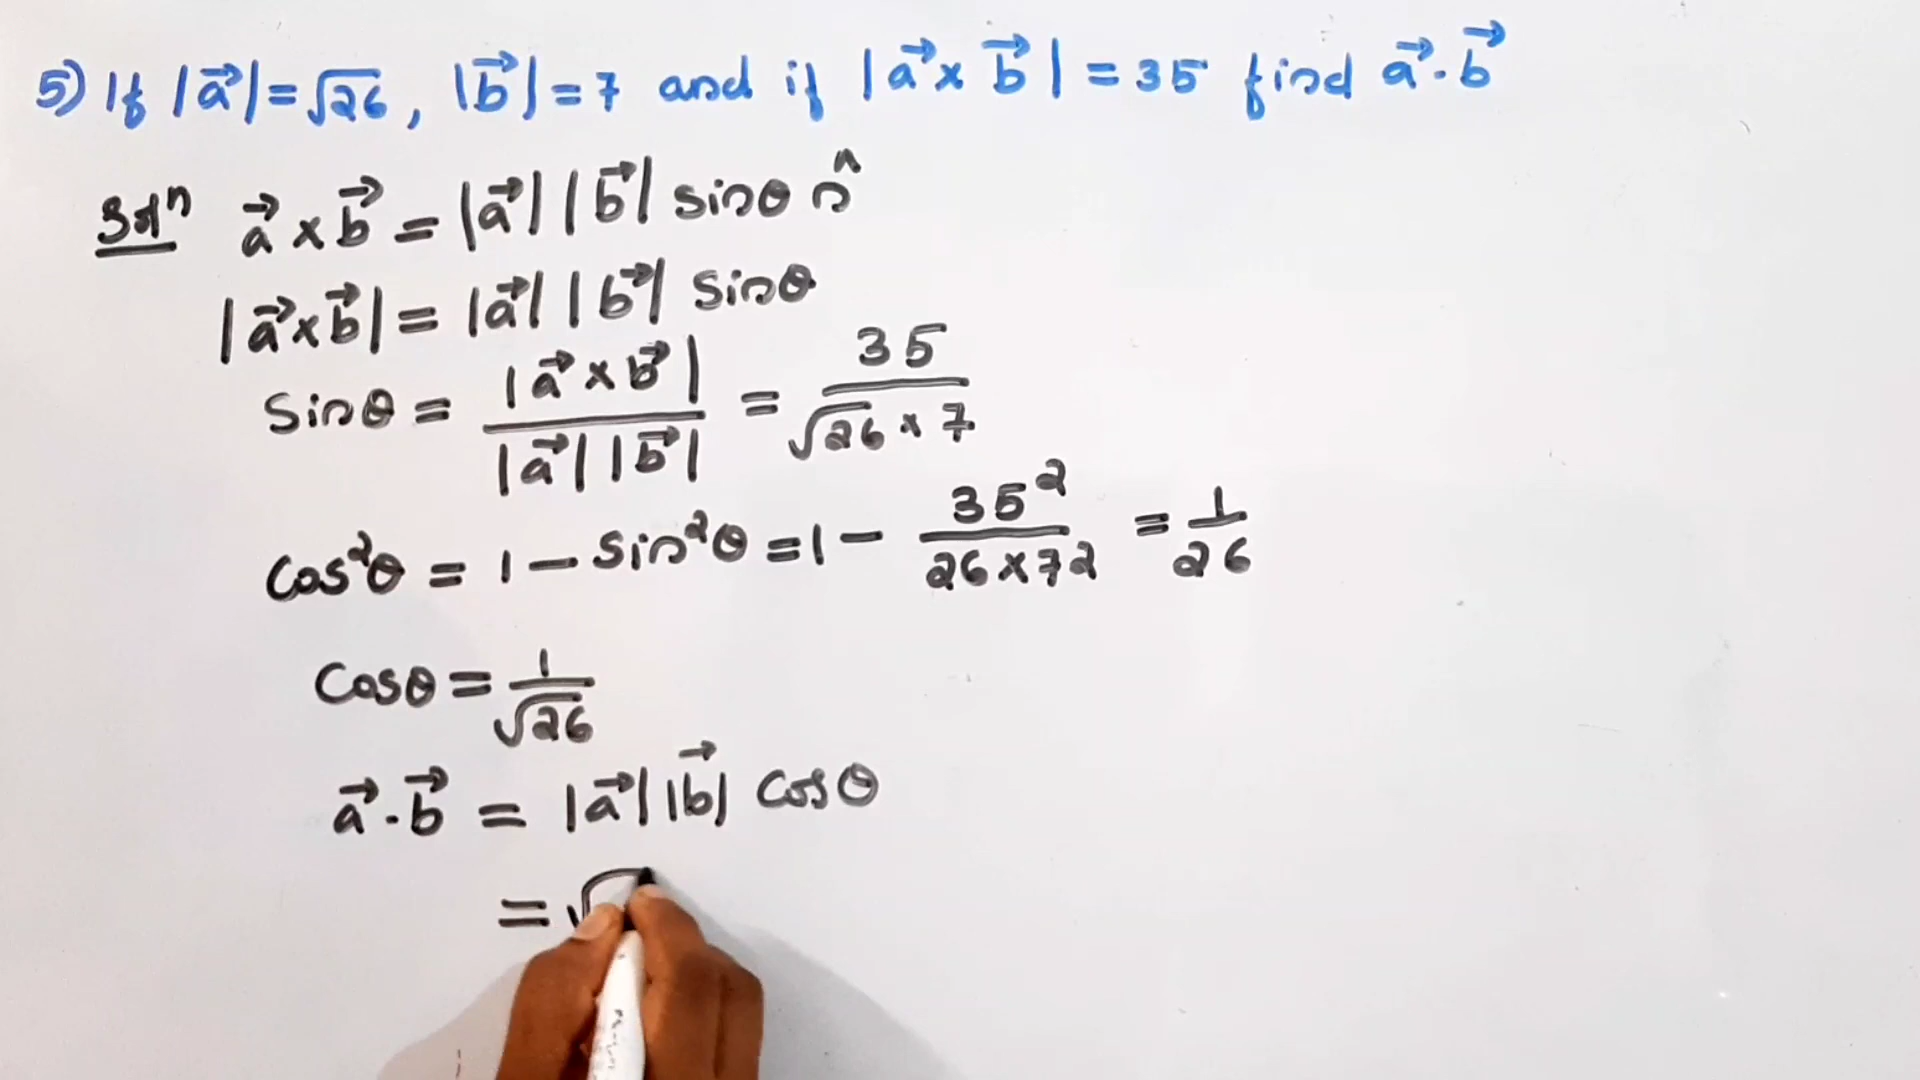 5) If |a⃗| = √26, |b⃗| = 7 and if |a⃗ × b⃗| = 35 find a⃗ · b⃗
Solⁿ a⃗ × b⃗ = |a⃗| |b⃗| sinθ n̂
|a⃗ × b⃗| = |a⃗| |b⃗| sinθ
sinθ = |a⃗ × b⃗| / |a⃗| |b⃗| = 35 / √26 × 7
cos²θ = 1 − sin²θ = 1 − 35² / 26 × 7² = 1/26
cosθ = 1/√26
a⃗ · b⃗ = |a⃗| |b⃗| cosθ
= √